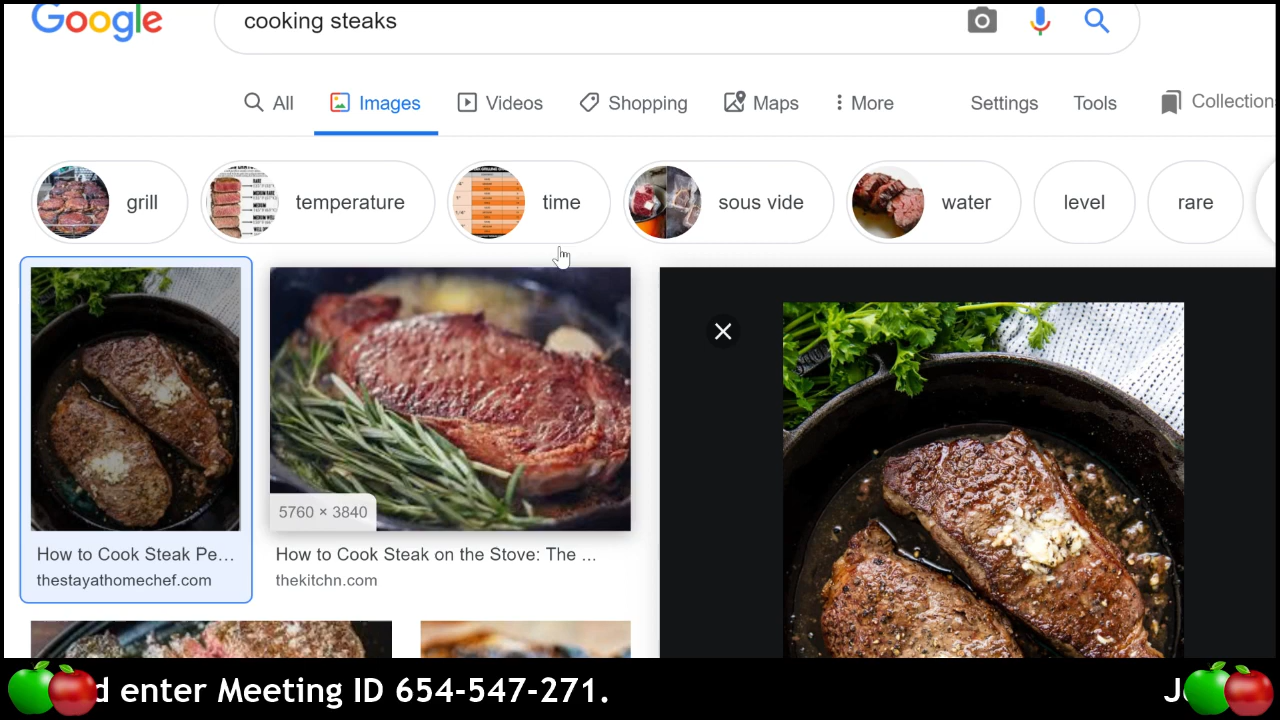 Google
cooking steaks
All Images Videos Shopping Maps More Settings Tools Collection
grill temperature time sous vide water level rare
5760 × 3840
How to Cook Steak Pe...
thestayathomechef.com
How to Cook Steak on the Stove: The ...
thekitchn.com
d enter Meeting ID 654-547-271.